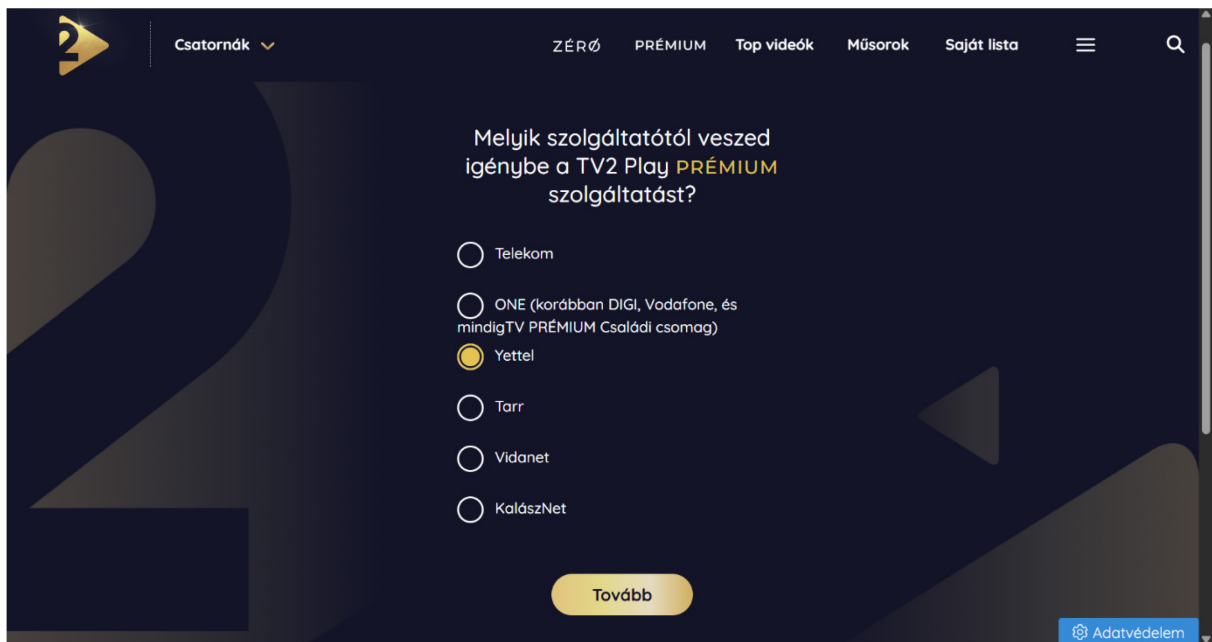 2
Csatornák
ZÉRØ
PRÉMIUM
Top videók
Műsorok
Saját lista
Melyik szolgáltatótól veszed
igénybe a TV2 Play PRÉMIUM
szolgáltatást?
Telekom
ONE (korábban DIGI, Vodafone, és
mindigTV PRÉMIUM Családi csomag)
Yettel
Tarr
Vidanet
KalászNet
Tovább
Adatvédelem